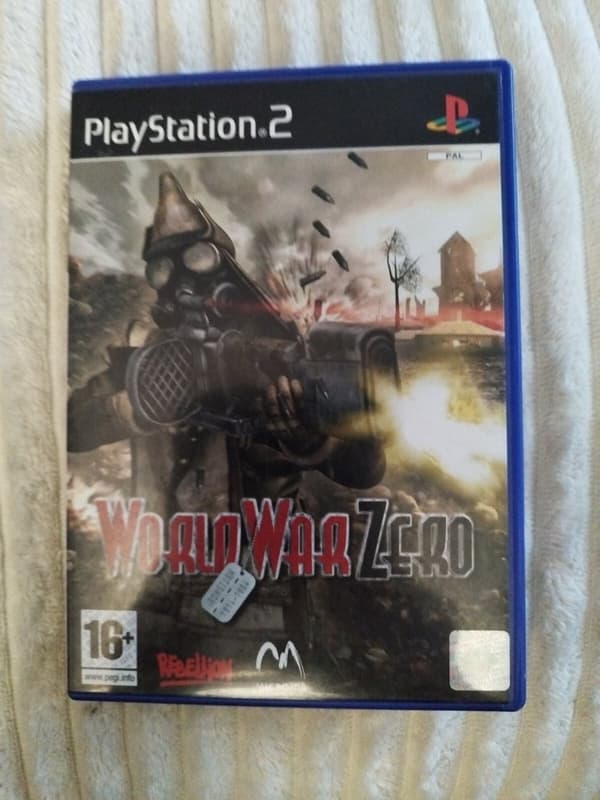 PlayStation®2
PAL
WORLD WAR ZERO
16+
www.pegi.info
REBELLION